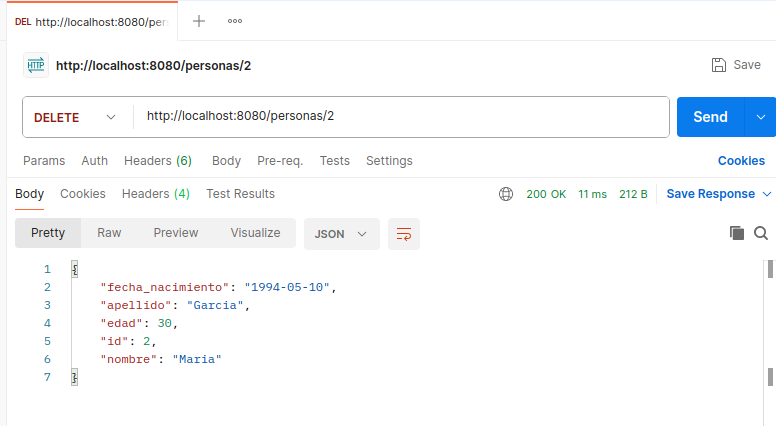 DEL http://localhost:8080/per
HTTP http://localhost:8080/personas/2 Save
DELETE http://localhost:8080/personas/2 Send
Params Auth Headers (6) Body Pre-req. Tests Settings Cookies
Body Cookies Headers (4) Test Results 200 OK 11 ms 212 B Save Response
Pretty Raw Preview Visualize JSON
1 {
2 "fecha_nacimiento": "1994-05-10",
3 "apellido": "Garcia",
4 "edad": 30,
5 "id": 2,
6 "nombre": "Maria"
7 }